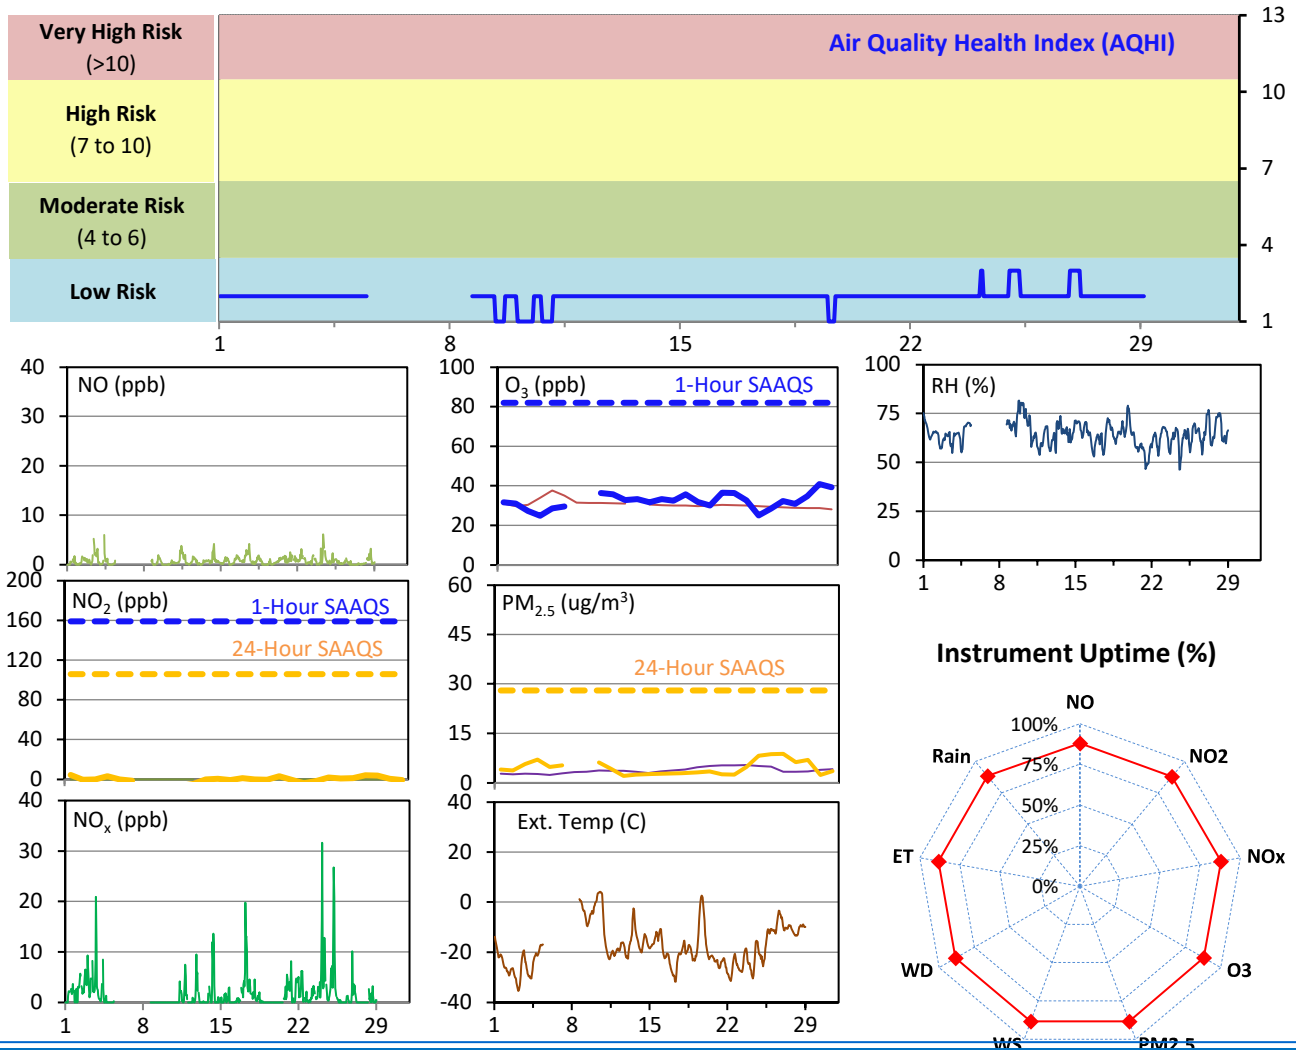 Very High Risk
(>10)
High Risk
(7 to 10)
Moderate Risk
(4 to 6)
Low Risk
Air Quality Health Index (AQHI)
13
10
7
4
1
1
8
15
22
29
NO (ppb)
40
30
20
10
0
O3 (ppb)
1-Hour SAAQS
100
80
60
40
20
0
RH (%)
100
75
50
25
0
1
8
15
22
29
NO2 (ppb)
1-Hour SAAQS
24-Hour SAAQS
200
160
120
80
40
0
PM2.5 (ug/m3)
24-Hour SAAQS
60
45
30
15
0
NOx (ppb)
40
30
20
10
0
1
8
15
22
29
Ext. Temp (C)
40
20
0
-20
-40
1
8
15
22
29
Instrument Uptime (%)
NO
NO2
NOx
O3
PM2.5
WS
WD
ET
Rain
100%
75%
50%
25%
0%